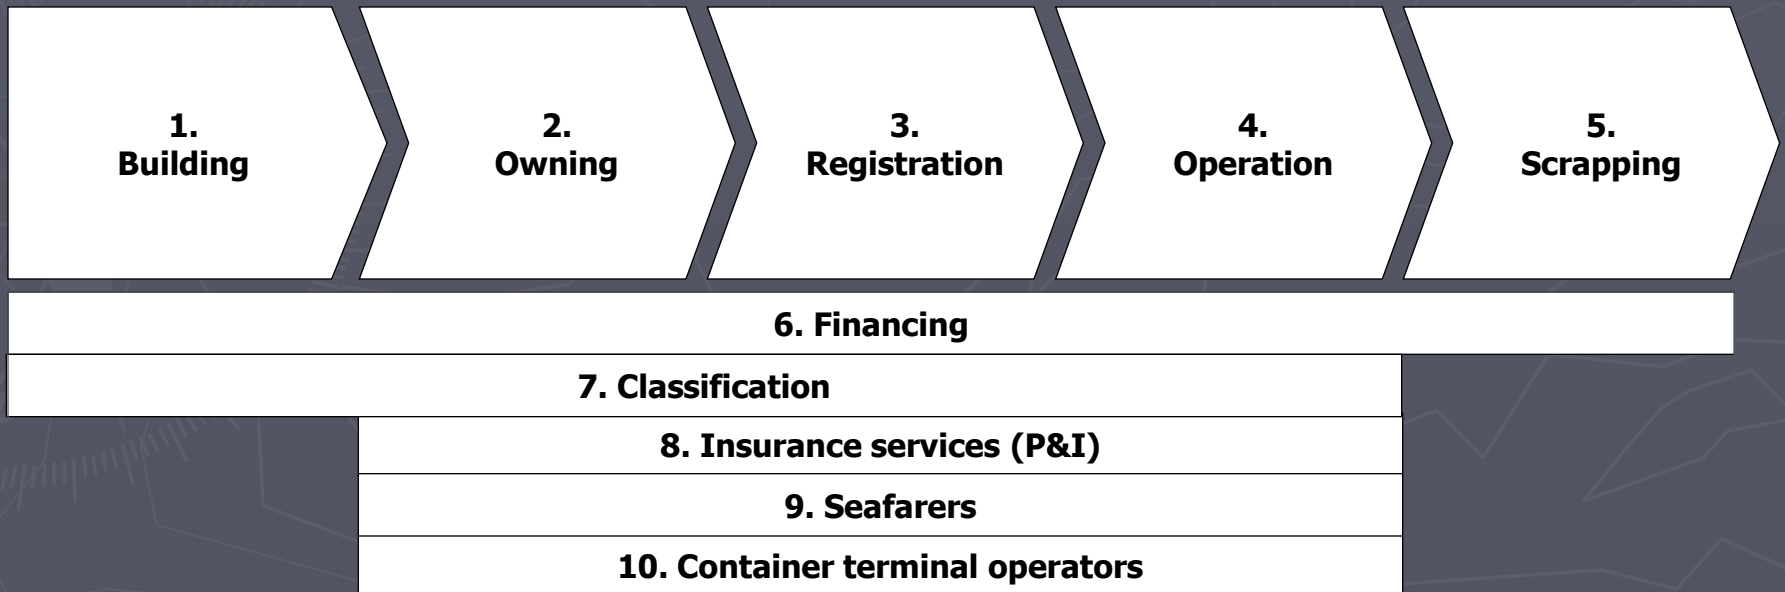 1.
Building
2.
Owning
3.
Registration
4.
Operation
5.
Scrapping
6. Financing
7. Classification
8. Insurance services (P&I)
9. Seafarers
10. Container terminal operators